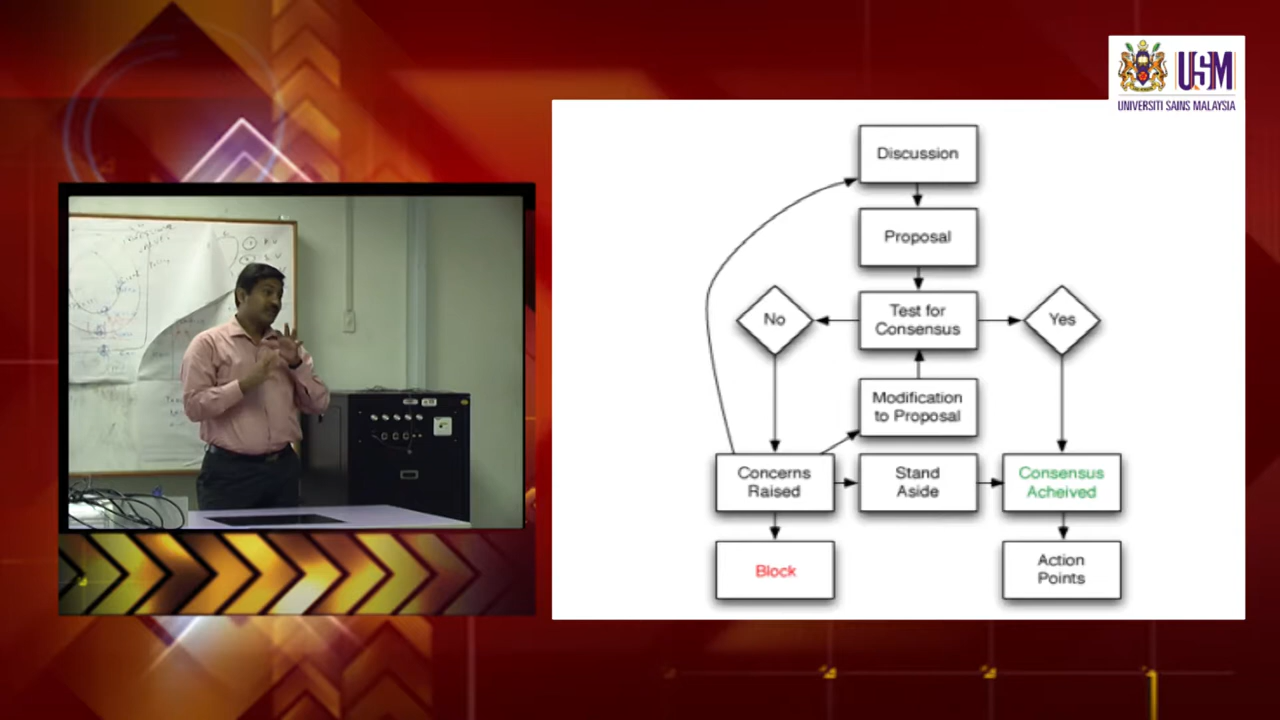 USM
UNIVERSITI SAINS MALAYSIA
Discussion
Proposal
No
Test for
Consensus
Yes
Modification
to Proposal
Concerns
Raised
Stand
Aside
Consensus
Acheived
Block
Action
Points